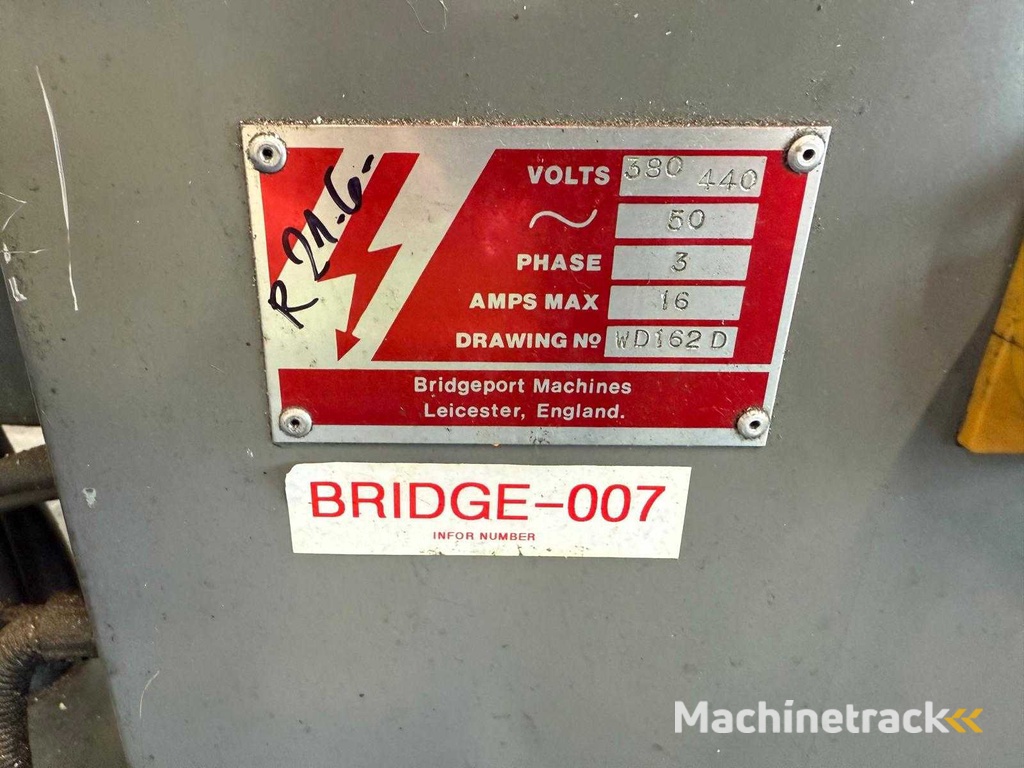 R 21.6-
VOLTS 380 440
~ 50
PHASE 3
AMPS MAX 16
DRAWING Nº WD162D
Bridgeport Machines
Leicester, England.
BRIDGE-007
INFOR NUMBER
Machinetrack